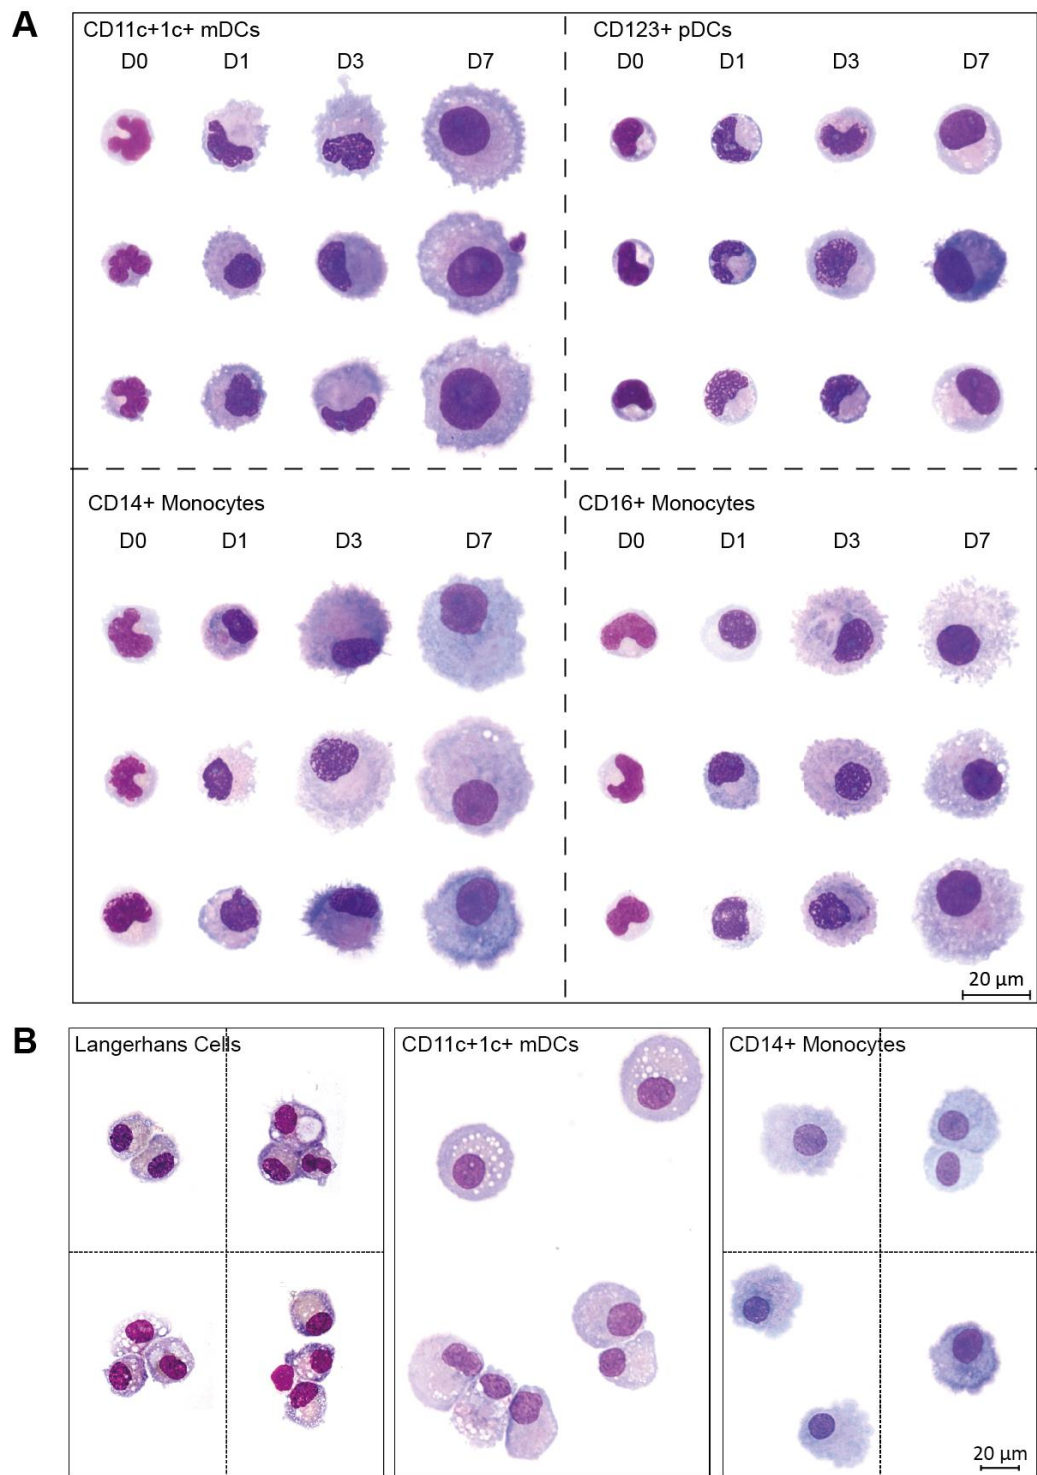 A
CD11c+1c+ mDCs
D0 D1 D3 D7
CD123+ pDCs
D0 D1 D3 D7
CD14+ Monocytes
D0 D1 D3 D7
CD16+ Monocytes
D0 D1 D3 D7
20 µm
B
Langerhans Cells
CD11c+1c+ mDCs
CD14+ Monocytes
20 µm